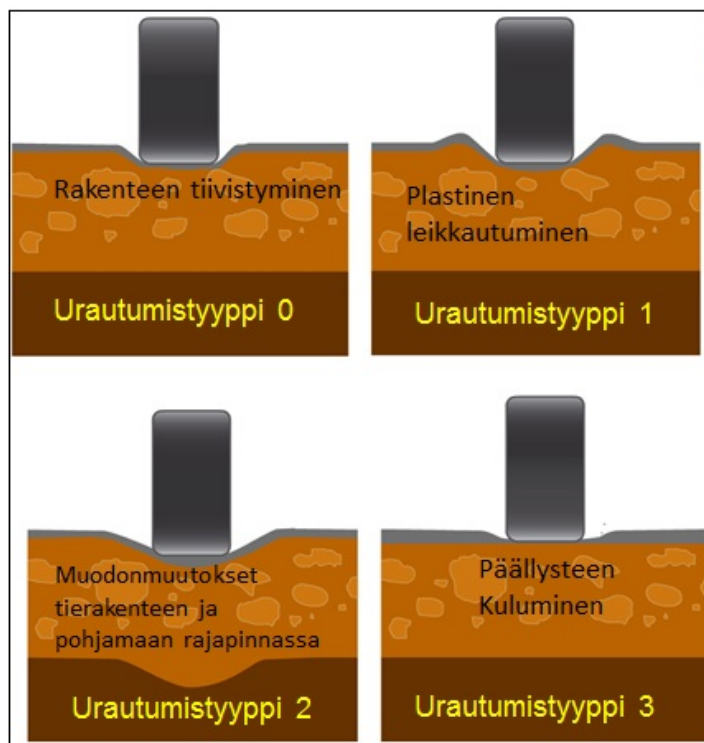 Rakenteen tiivistyminen
Urautumistyyppi 0
Plastinen
leikkautuminen
Urautumistyyppi 1
Muodonmuutokset
tierakenteen ja
pohjamaan rajapinnassa
Urautumistyyppi 2
Päällysteen
Kuluminen
Urautumistyyppi 3